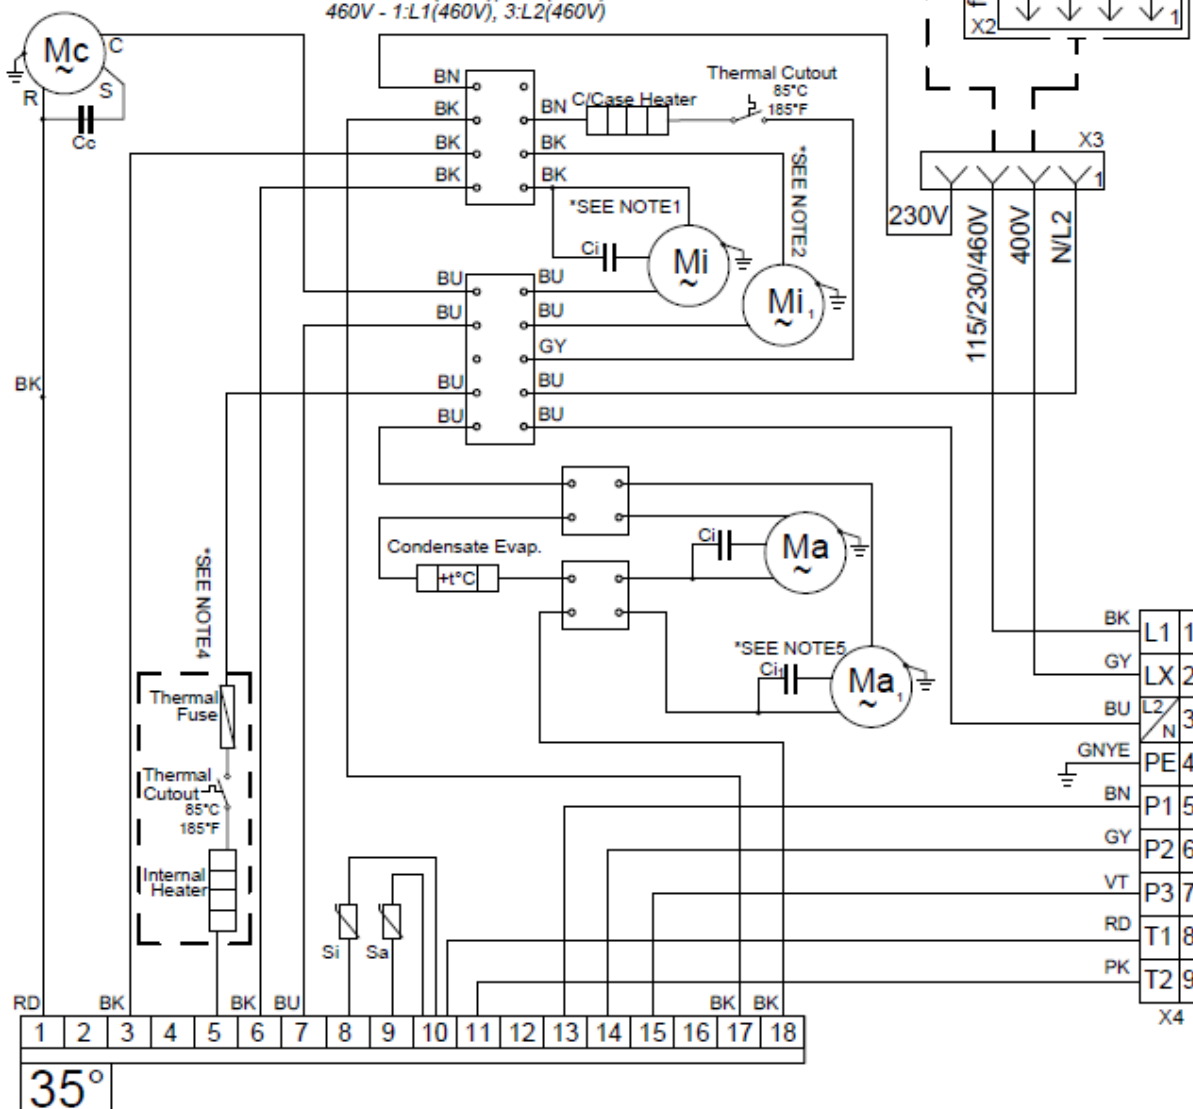 460V - 1:L1(460V), 3:L2(460V)
X2
1
Mc
~
C
S
R
Cc
BN
BK
BK
BK
BN
BK
BK
C/Case Heater
Thermal Cutout
85°C
185°F
*SEE NOTE1
*SEE NOTE2
Ci
Mi
~
Mi1
~
X3
1
230V
115/230/460V
400V
N/L2
BU
BU
BU
BU
BU
BU
GY
BU
BU
BK
Condensate Evap.
+t°C
Ci
Ma
~
*SEE NOTE5
Ci1
Ma1
~
*SEE NOTE4
Thermal
Fuse
Thermal
Cutout
85°C
185°F
Internal
Heater
Si
Sa
BK L1 1
GY LX 2
BU L2/N 3
GNYE PE 4
BN P1 5
GY P2 6
VT P3 7
RD T1 8
PK T2 9
X4
RD BK BK BU BK BK
1 2 3 4 5 6 7 8 9 10 11 12 13 14 15 16 17 18
35°